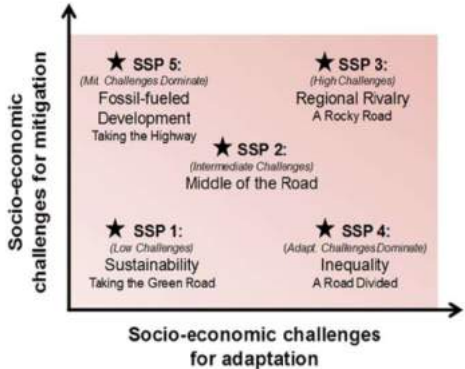 Socio-economic
challenges for mitigation
★ SSP 5:
(Mit. Challenges Dominate)
Fossil-fueled
Development
Taking the Highway
★ SSP 3:
(High Challenges)
Regional Rivalry
A Rocky Road
★ SSP 2:
(Intermediate Challenges)
Middle of the Road
★ SSP 1:
(Low Challenges)
Sustainability
Taking the Green Road
★ SSP 4:
(Adapt. Challenges Dominate)
Inequality
A Road Divided
Socio-economic challenges
for adaptation